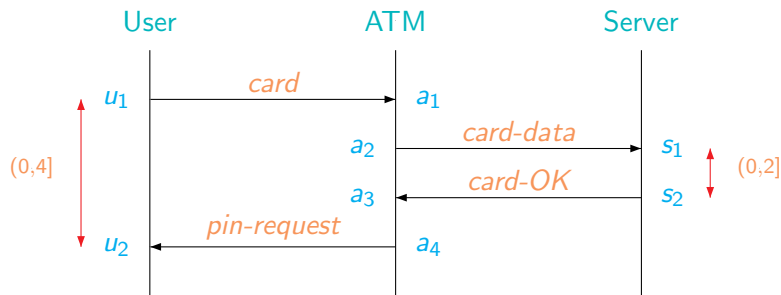 User ATM Server
u1 card a1
a2 card-data s1
(0,4] (0,2]
a3 card-OK s2
u2 pin-request a4